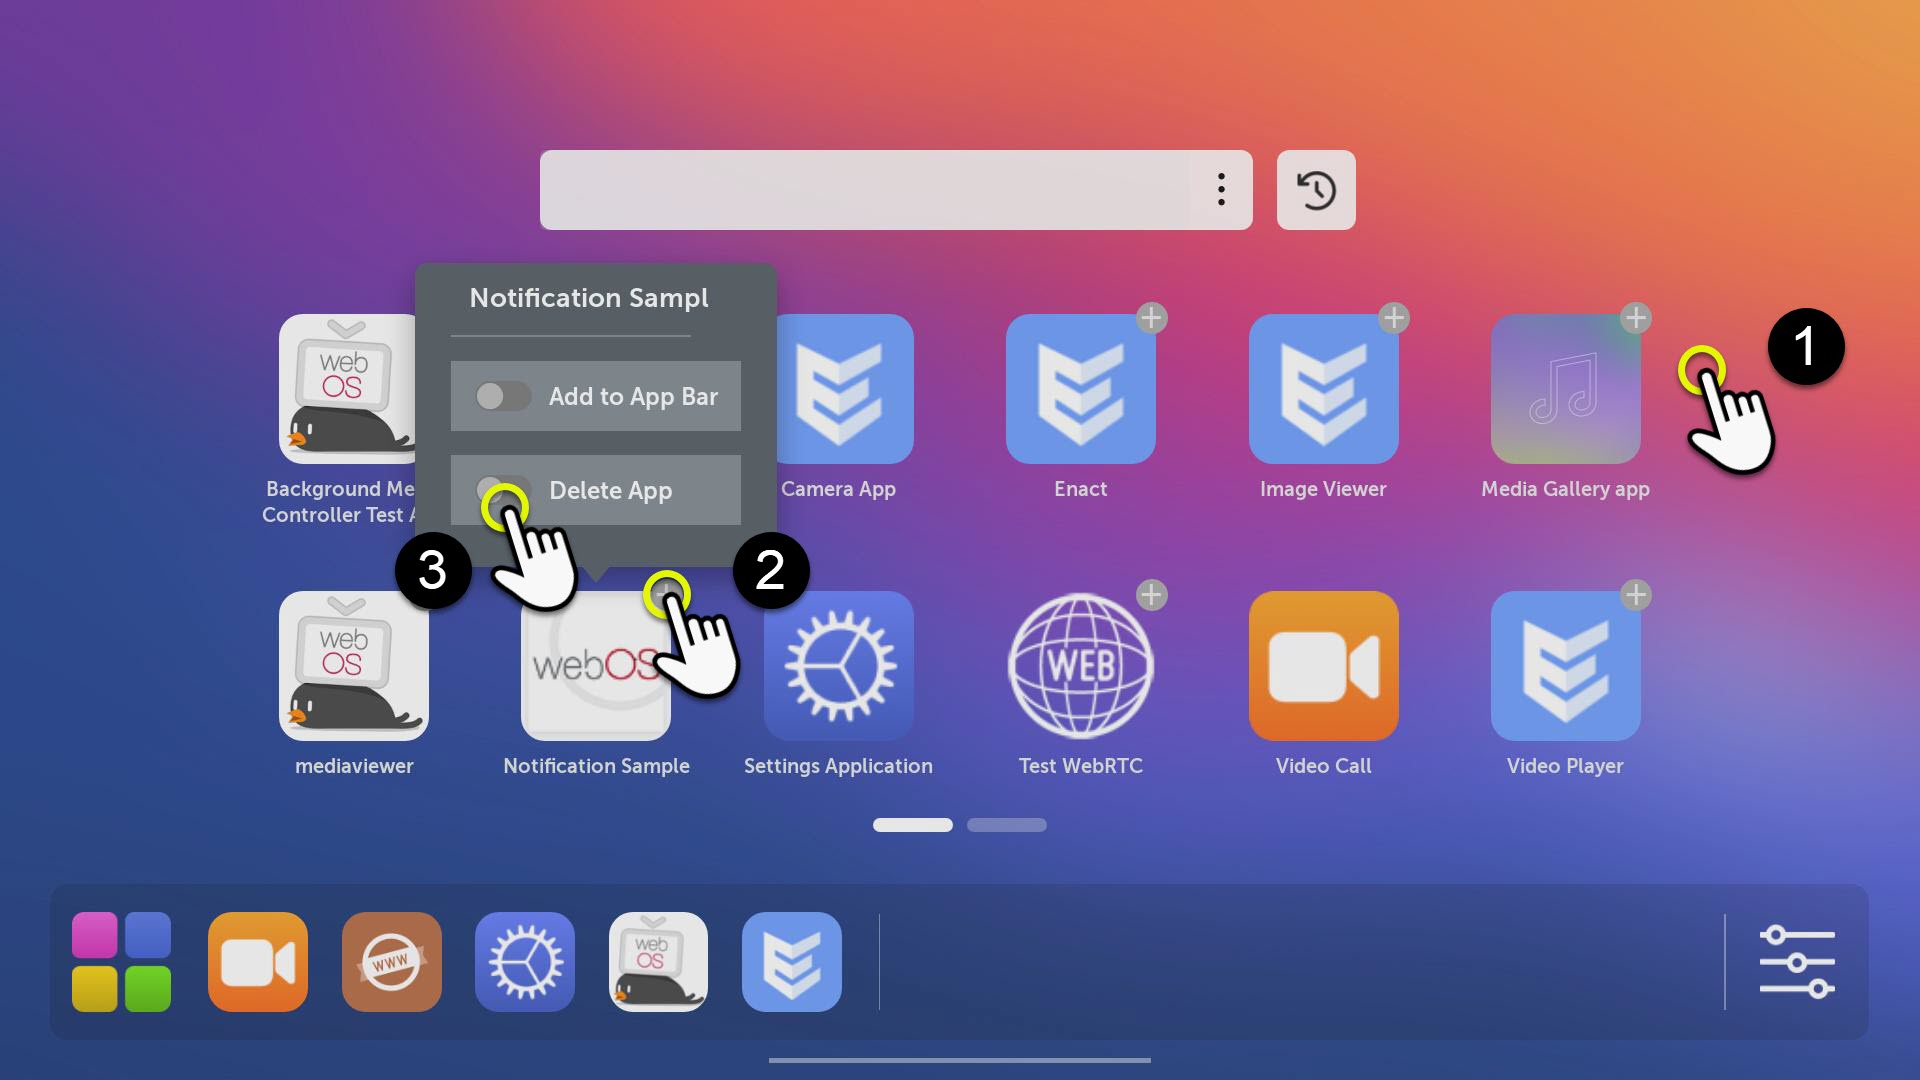 Notification Sampl
Add to App Bar
Delete App
1
2
3
web
OS
Background Me
Controller Test A
Camera App
Enact
Image Viewer
Media Gallery app
web
OS
webOS
WEB
mediaviewer
Notification Sample
Settings Application
Test WebRTC
Video Call
Video Player
WWW
web
OS